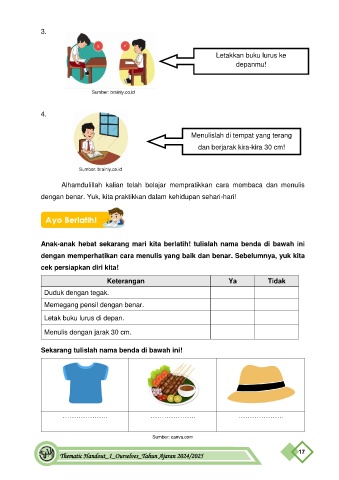 3.
Letakkan buku lurus ke
depanmu!
Sumber: brainly.co.id
4.
Menulislah di tempat yang terang
dan berjarak kira-kira 30 cm!
Sumber: brainly.co.id
Alhamdulillah kalian telah belajar mempratikkan cara membaca dan menulis
dengan benar. Yuk, kita praktikkan dalam kehidupan sehari-hari!
Ayo Berlatih!
Anak-anak hebat sekarang mari kita berlatih! tulislah nama benda di bawah ini
dengan memperhatikan cara menulis yang baik dan benar. Sebelumnya, yuk kita
cek persiapkan diri kita!
Keterangan Ya Tidak
Duduk dengan tegak.
Memegang pensil dengan benar.
Letak buku lurus di depan.
Menulis dengan jarak 30 cm.
Sekarang tulislah nama benda di bawah ini!
………………… ………………… …………………
Sumber: canva.com
Thematic Handout_1_Ourselves_Tahun Ajaran 2024/2025
17